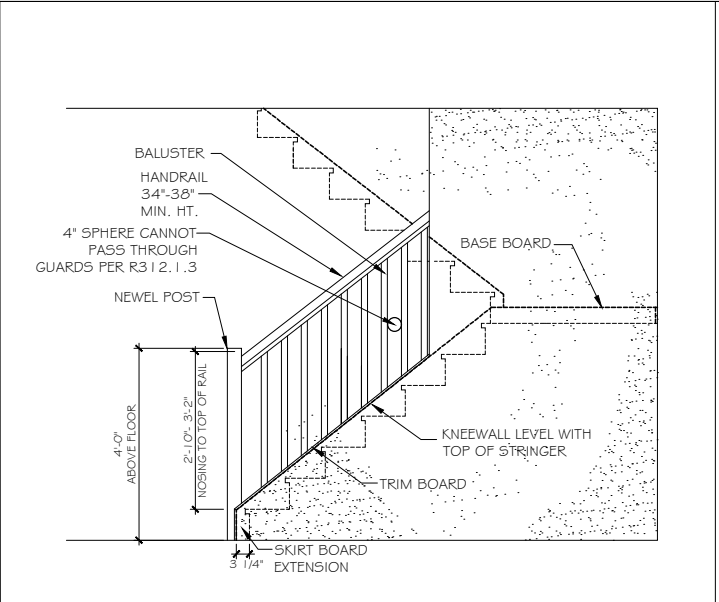 BALUSTER
HANDRAIL
34"-38"
MIN. HT.
4" SPHERE CANNOT
PASS THROUGH
GUARDS PER R312.1.3
NEWEL POST
BASE BOARD
4'-0"
ABOVE FLOOR
2'-10"- 3'-2"
NOSING TO TOP OF RAIL
KNEEWALL LEVEL WITH
TOP OF STRINGER
TRIM BOARD
SKIRT BOARD
EXTENSION
3 1/4"